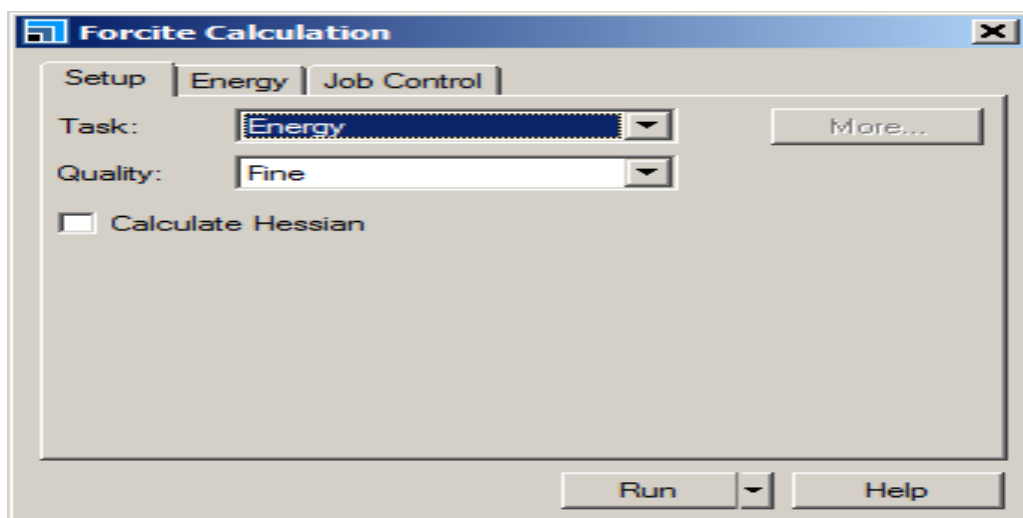 Forcite Calculation
Setup Energy Job Control
Task: Energy More...
Quality: Fine
Calculate Hessian
Run Help